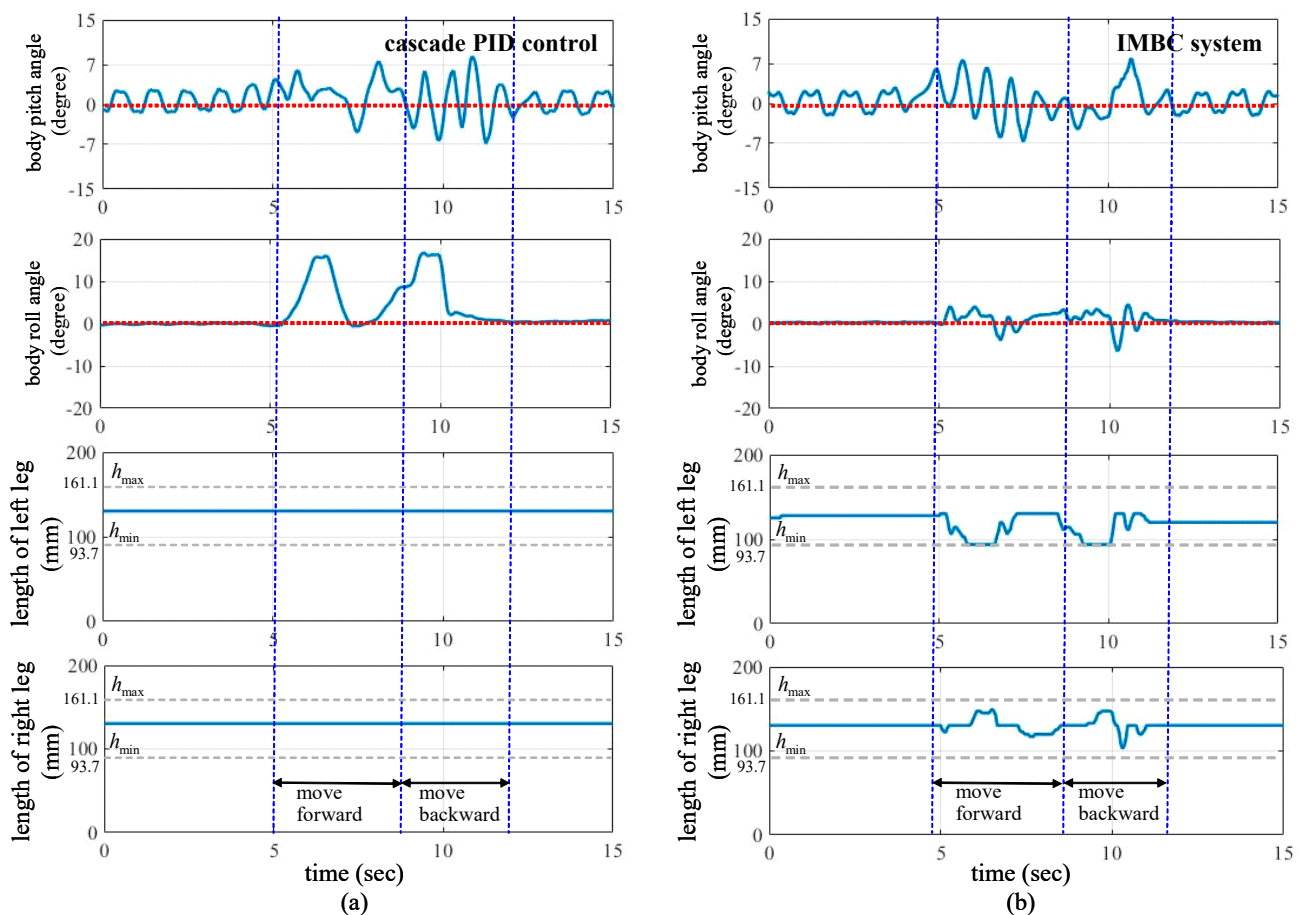 cascade PID control
body pitch angle
(degree)
15
7
0
-7
-15
0
5
10
15
body roll angle
(degree)
20
10
0
-10
-20
0
5
10
15
length of left leg
(mm)
200
hmax
161.1
hmin
100
93.7
0
0
5
10
15
length of right leg
(mm)
200
hmax
161.1
hmin
100
93.7
0
move
forward
move
backward
0
5
10
15
time (sec)
(a)
IMBC system
body pitch angle
(degree)
15
7
0
-7
-15
0
5
10
15
body roll angle
(degree)
20
10
0
-10
-20
0
5
10
15
length of left leg
(mm)
200
hmax
161.1
hmin
100
93.7
0
0
5
10
15
length of right leg
(mm)
200
hmax
161.1
hmin
100
93.7
0
move
forward
move
backward
0
5
10
15
time (sec)
(b)